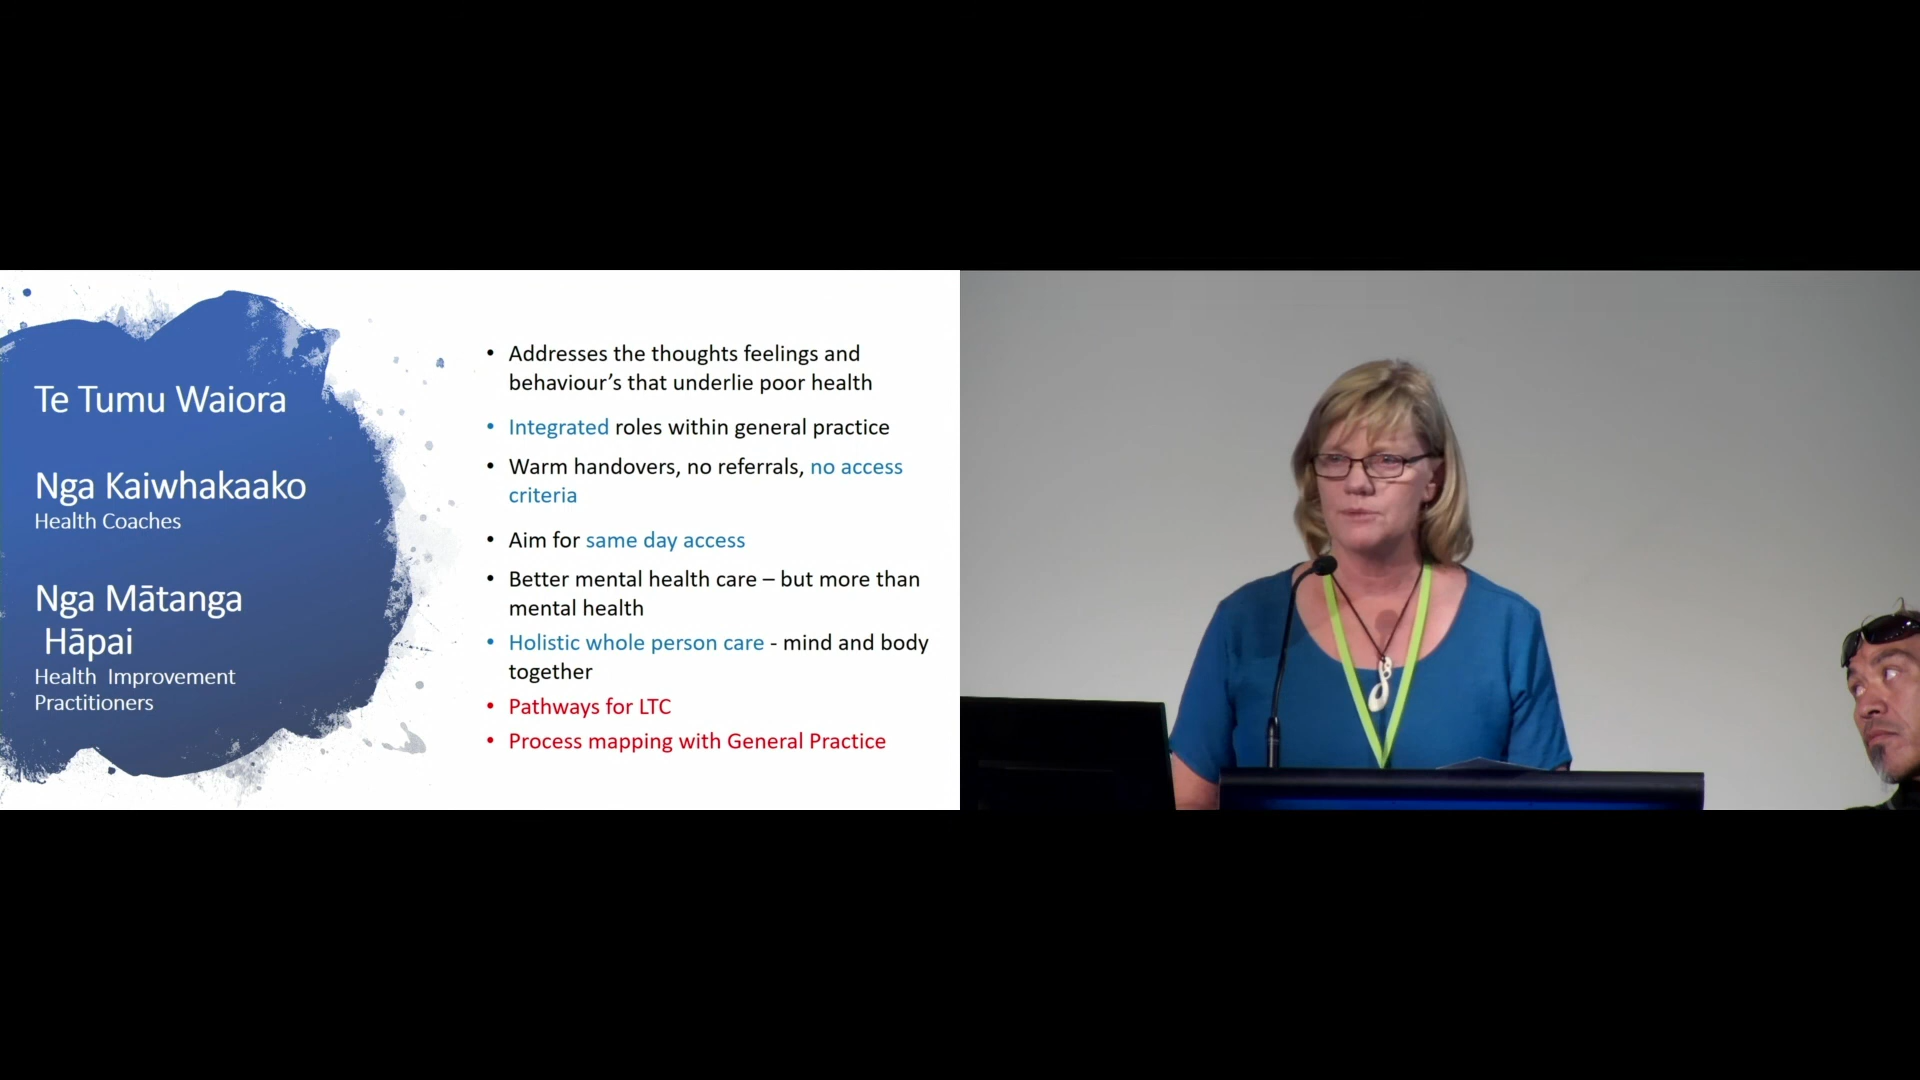 Te Tumu Waiora
Nga Kaiwhakaako
Health Coaches
Nga Mātanga
Hāpai
Health Improvement
Practitioners
• Addresses the thoughts feelings and
behaviour’s that underlie poor health
• Integrated roles within general practice
• Warm handovers, no referrals, no access
criteria
• Aim for same day access
• Better mental health care – but more than
mental health
• Holistic whole person care - mind and body
together
• Pathways for LTC
• Process mapping with General Practice